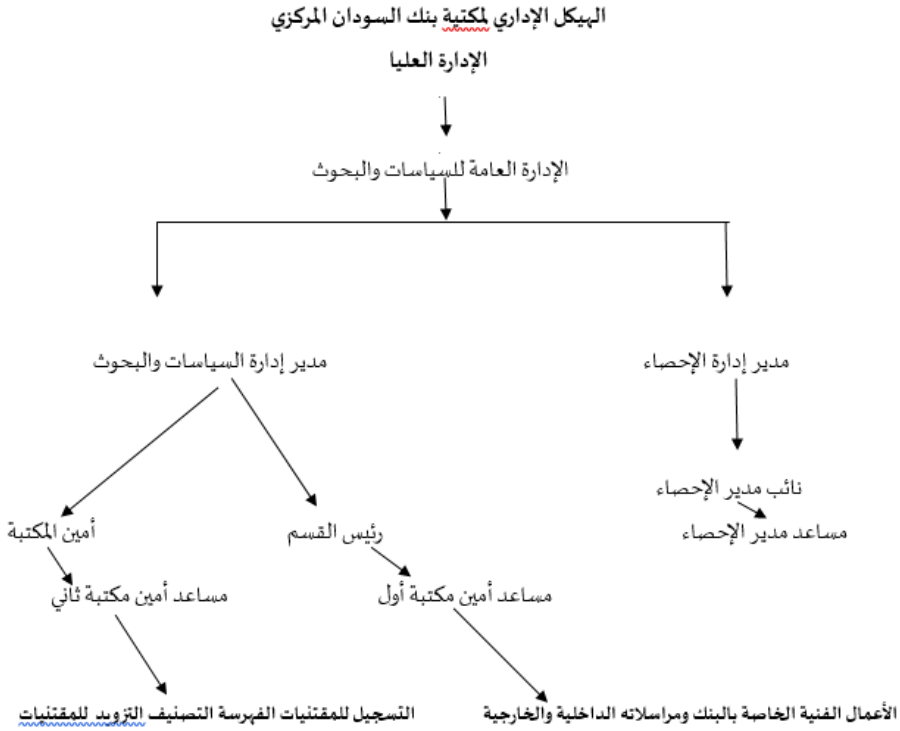 الهيكل الإداري لمكتبة بنك السودان المركزي
الإدارة العليا
الإدارة العامة للسياسات والبحوث
مدير إدارة الإحصاء
مدير إدارة السياسات والبحوث
نائب مدير الإحصاء
مساعد مدير الإحصاء
رئيس القسم
أمين المكتبة
مساعد أمين مكتبة أول
مساعد أمين مكتبة ثاني
الأعمال الفنية الخاصة بالبنك ومراسلاته الداخلية والخارجية
التسجيل للمقتنيات الفهرسة التصنيف التزويد للمقتنيات